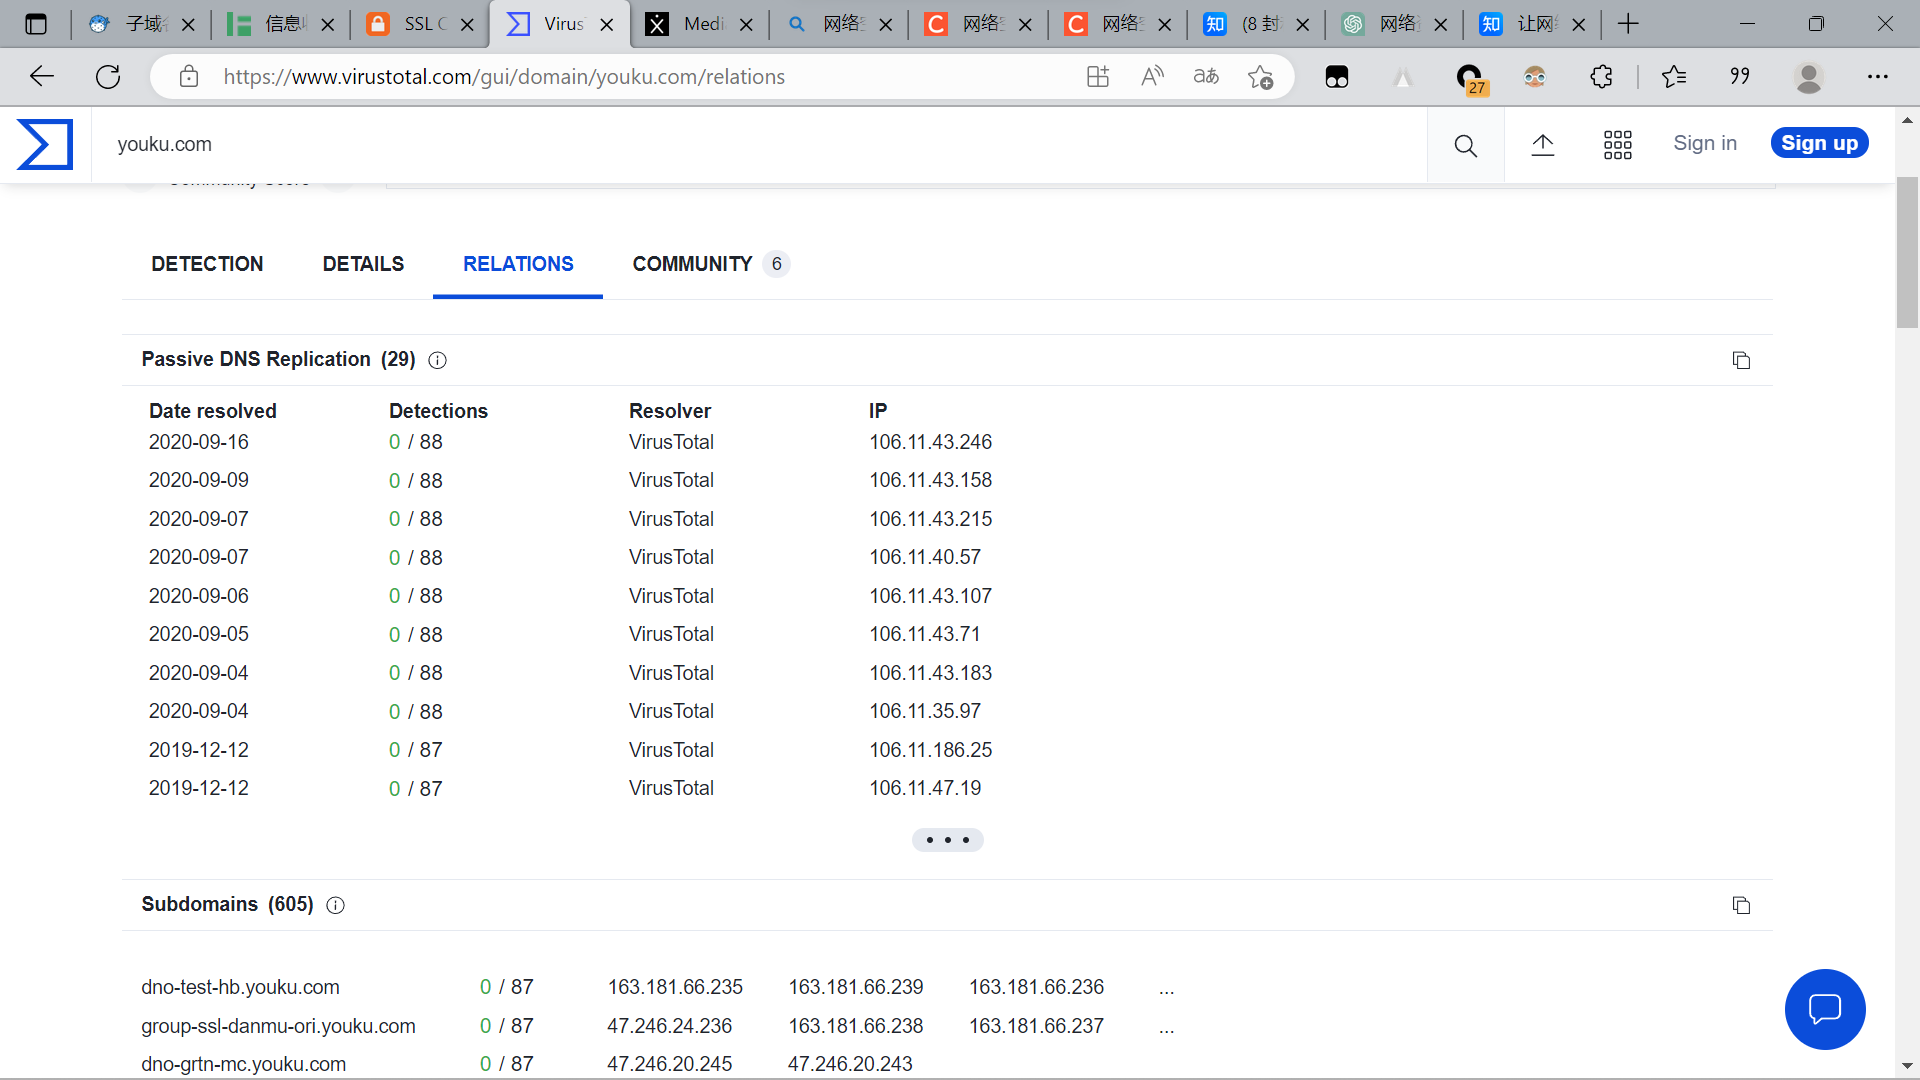 子域 信息 SSL C Virus Medi 网络 网络 网络 (8 封 网络 让网
https://www.virustotal.com/gui/domain/youku.com/relations
27
youku.com
Sign in Sign up
Community Score
DETECTION DETAILS RELATIONS COMMUNITY 6
Passive DNS Replication (29)
Date resolved Detections Resolver IP
2020-09-16 0 / 88 VirusTotal 106.11.43.246
2020-09-09 0 / 88 VirusTotal 106.11.43.158
2020-09-07 0 / 88 VirusTotal 106.11.43.215
2020-09-07 0 / 88 VirusTotal 106.11.40.57
2020-09-06 0 / 88 VirusTotal 106.11.43.107
2020-09-05 0 / 88 VirusTotal 106.11.43.71
2020-09-04 0 / 88 VirusTotal 106.11.43.183
2020-09-04 0 / 88 VirusTotal 106.11.35.97
2019-12-12 0 / 87 VirusTotal 106.11.186.25
2019-12-12 0 / 87 VirusTotal 106.11.47.19
Subdomains (605)
dno-test-hb.youku.com 0 / 87 163.181.66.235 163.181.66.239 163.181.66.236 ...
group-ssl-danmu-ori.youku.com 0 / 87 47.246.24.236 163.181.66.238 163.181.66.237 ...
dno-grtn-mc.youku.com 0 / 87 47.246.20.245 47.246.20.243